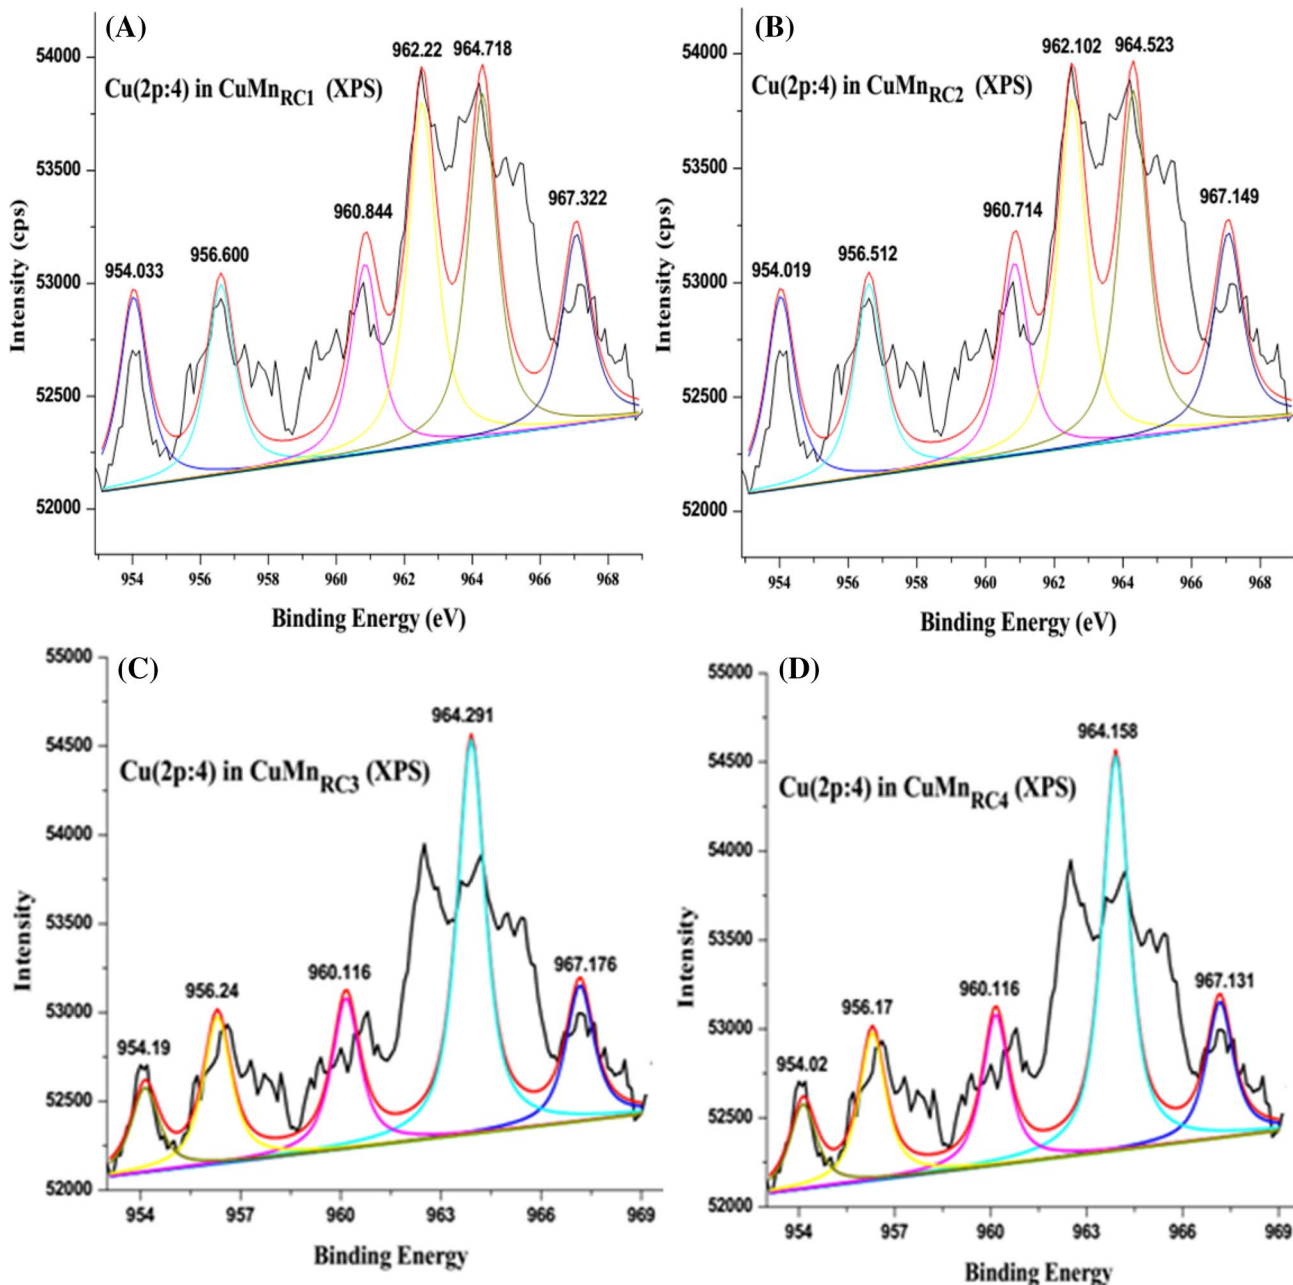 (A)
Cu(2p:4) in CuMnRC1 (XPS)
954.033
956.600
960.844
962.22
964.718
967.322
54000
53500
53000
52500
52000
Intensity (cps)
954 956 958 960 962 964 966 968
Binding Energy (eV)
(B)
Cu(2p:4) in CuMnRC2 (XPS)
954.019
956.512
960.714
962.102
964.523
967.149
54000
53500
53000
52500
52000
Intensity (cps)
954 956 958 960 962 964 966 968
Binding Energy (eV)
(C)
Cu(2p:4) in CuMnRC3 (XPS)
954.19
956.24
960.116
964.291
967.176
55000
54500
54000
53500
53000
52500
52000
Intensity
954 957 960 963 966 969
Binding Energy
(D)
Cu(2p:4) in CuMnRC4 (XPS)
954.02
956.17
960.116
964.158
967.131
55000
54500
54000
53500
53000
52500
52000
Intensity
954 957 960 963 966 969
Binding Energy